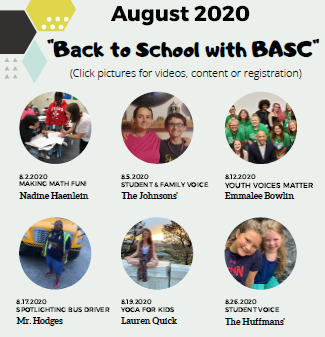 August 2020
"Back to School with BASC"
(Click pictures for videos, content or registration)
8.2.2020
MAKING MATH FUN!
Nadine Haenlein
8.5.2020
STUDENT & FAMILY VOICE
The Johnsons'
8.12.2020
YOUTH VOICES MATTER
Emmalee Bowlin
8.17.2020
SPOTLIGHTING BUS DRIVER
Mr. Hodges
8.19.2020
YOGA FOR KIDS
Lauren Quick
8.26.2020
STUDENT VOICE
The Huffmans'